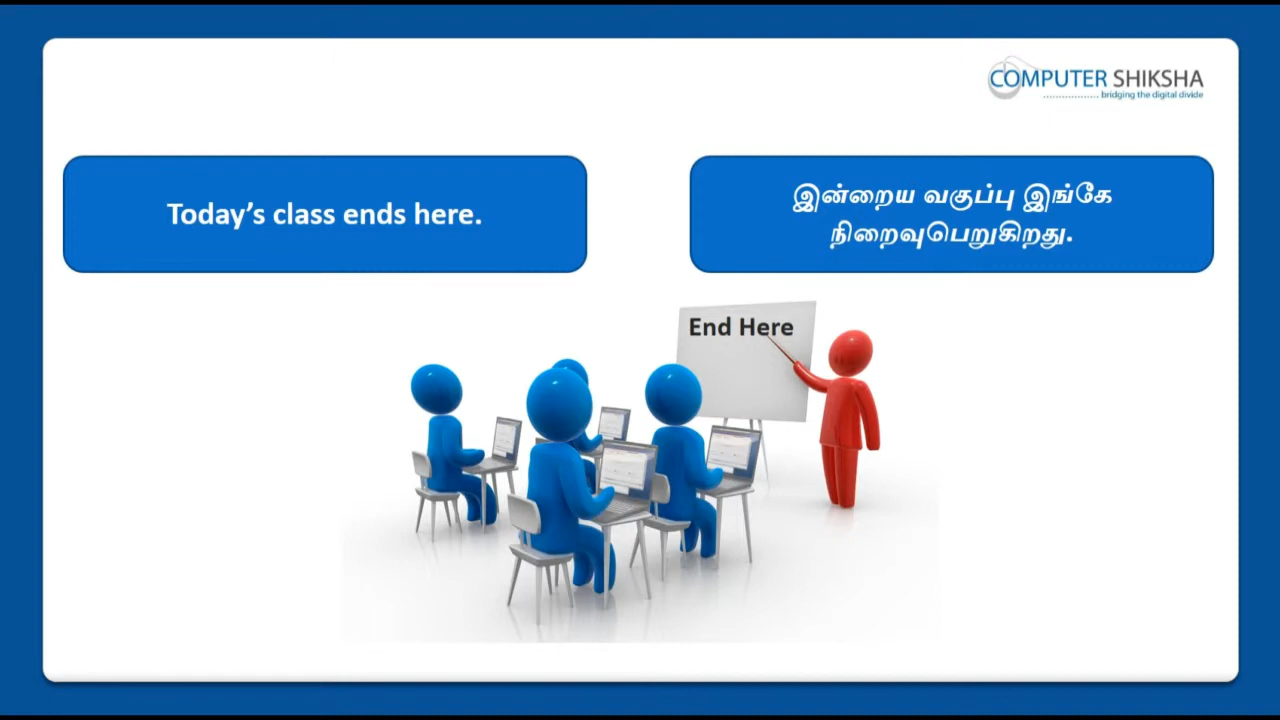 COMPUTER SHIKSHA
bridging the digital divide
Today’s class ends here.
இன்றைய வகுப்பு இங்கே
நிறைவுபெறுகிறது.
End Here